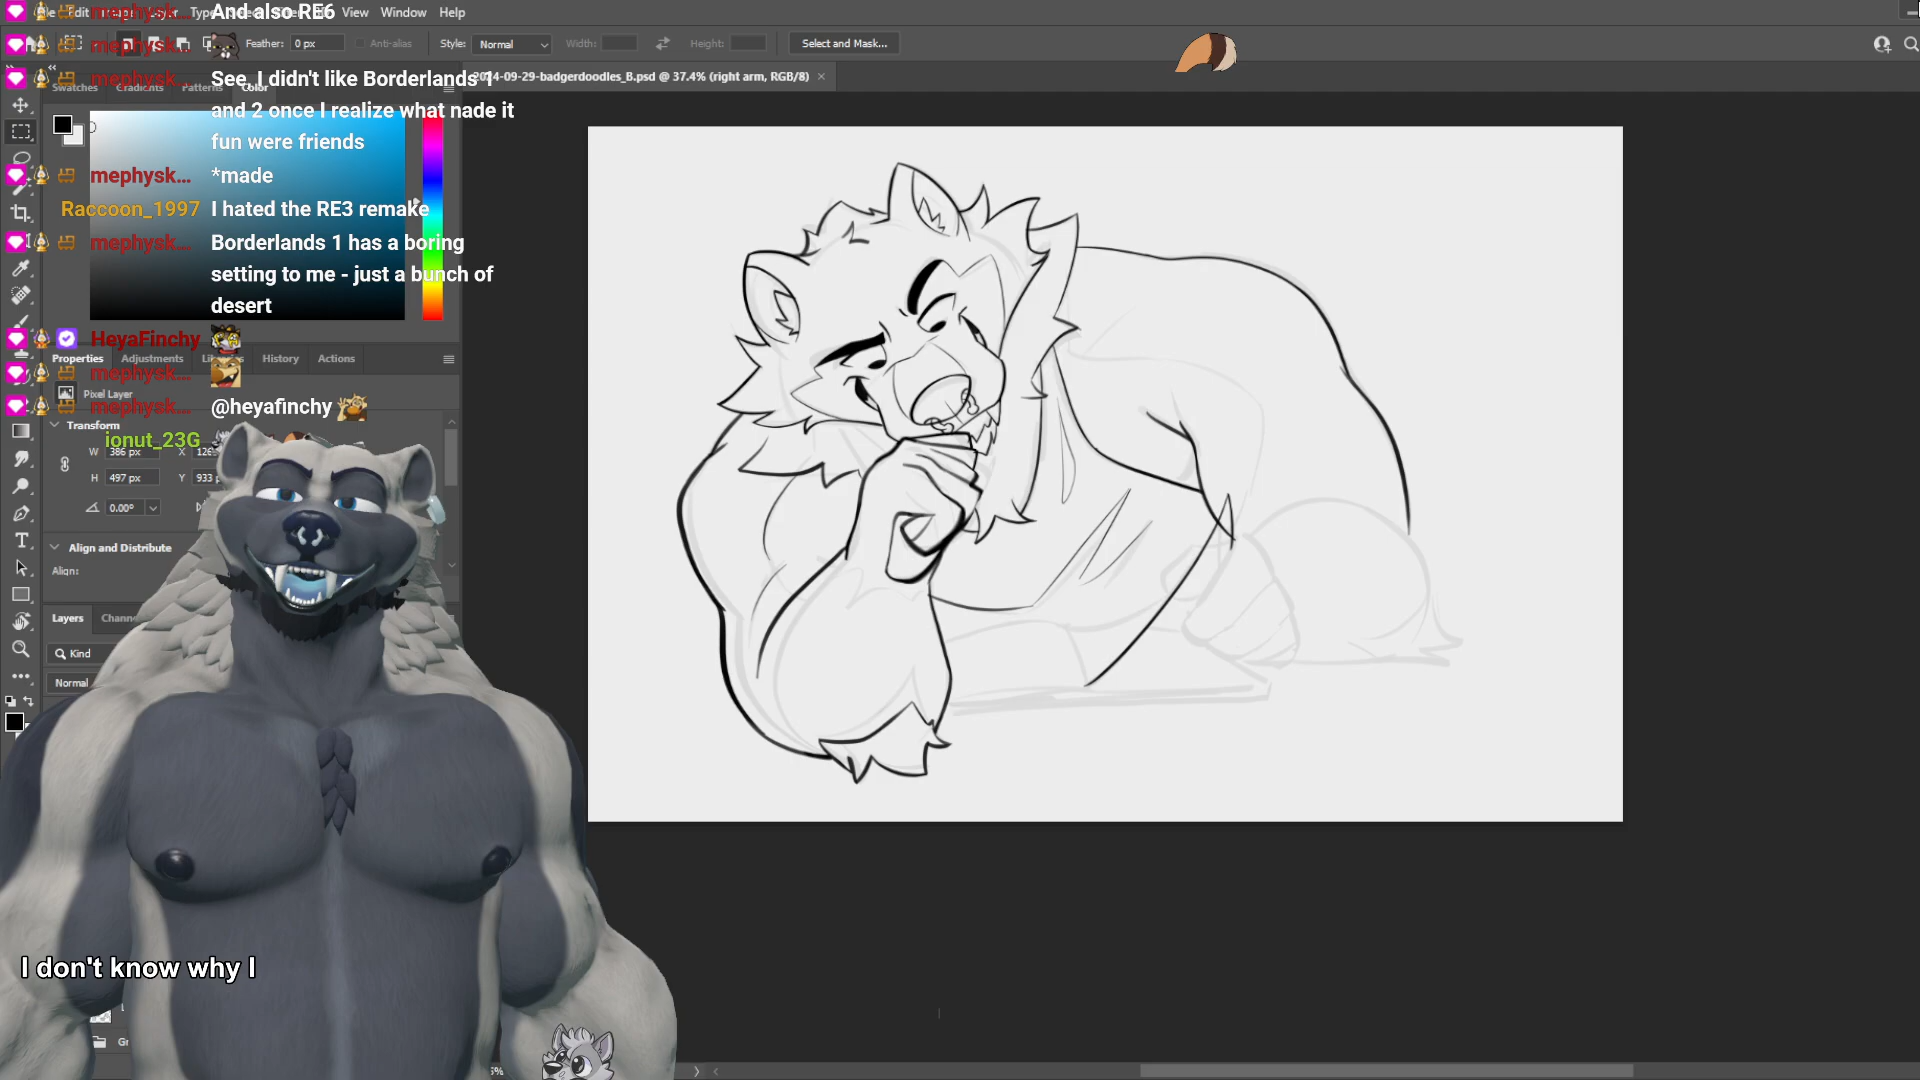 And also RE6
Type
View Window Help
mephysk...
mephysk...
Feather: 0 px
Anti-alias
Style: Normal
Width:
Height:
Select and Mask...
mephysk... See, I didn't like Borderlands 1
and 2 once I realize what nade it
fun were friends
-09-29-badgerdoodles_B.psd @ 37.4% (right arm, RGB/8) ×
Swatches Gradients Patterns Color
mephysk... *made
Raccoon_1997 I hated the RE3 remake
mephysk... Borderlands 1 has a boring
setting to me - just a bunch of
desert
HeyaFinchy
Properties Adjustments History Actions
mephysk...
Pixel Layer
mephysk... @heyafinchy
Transform
ionut_23G
W 386 px X
H 497 px Y 933
0.00°
Align and Distribute
Align:
Layers
Kind
Normal
I don't know why I